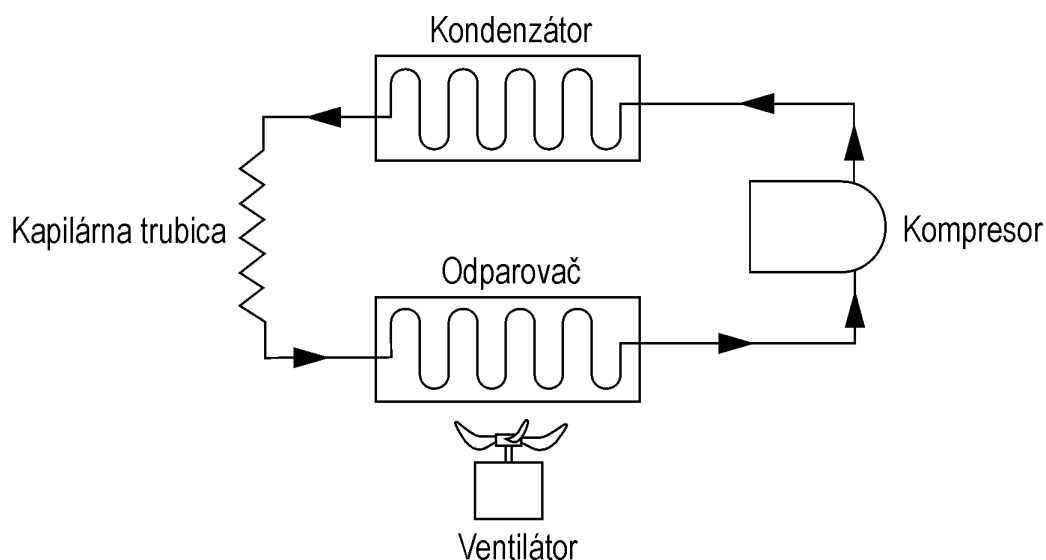 Kondenzátor
Kapilárna trubica
Kompresor
Odparovač
Ventilátor